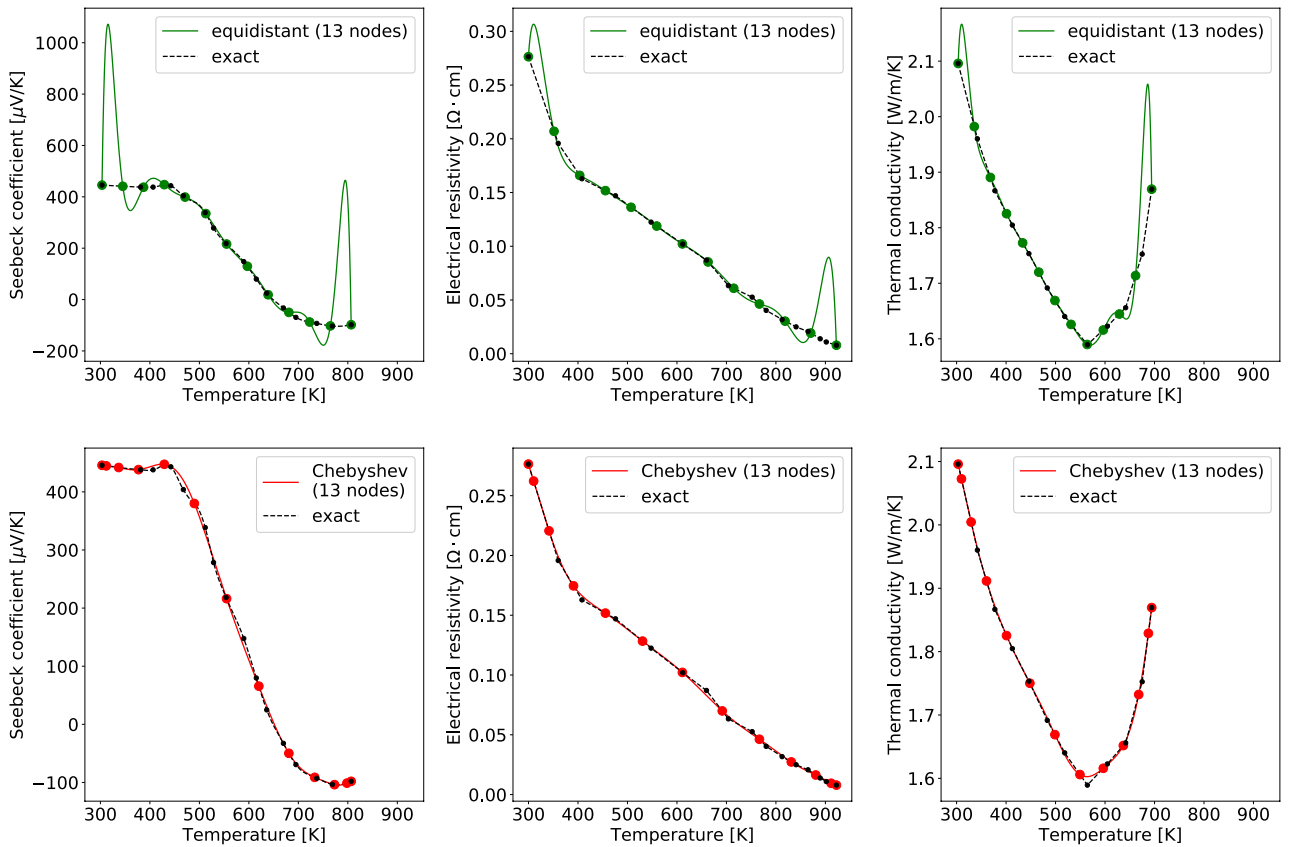 equidistant (13 nodes)
exact
1000
800
600
400
200
0
−200
Seebeck coefficient [μV/K]
300 400 500 600 700 800 900
Temperature [K]
equidistant (13 nodes)
exact
0.30
0.25
0.20
0.15
0.10
0.05
0.00
Electrical resistivity [Ω · cm]
300 400 500 600 700 800 900
Temperature [K]
equidistant (13 nodes)
exact
2.1
2.0
1.9
1.8
1.7
1.6
Thermal conductivity [W/m/K]
300 400 500 600 700 800 900
Temperature [K]
Chebyshev
(13 nodes)
exact
400
300
200
100
0
−100
Seebeck coefficient [μV/K]
300 400 500 600 700 800 900
Temperature [K]
Chebyshev (13 nodes)
exact
0.25
0.20
0.15
0.10
0.05
0.00
Electrical resistivity [Ω · cm]
300 400 500 600 700 800 900
Temperature [K]
Chebyshev (13 nodes)
exact
2.1
2.0
1.9
1.8
1.7
1.6
Thermal conductivity [W/m/K]
300 400 500 600 700 800 900
Temperature [K]